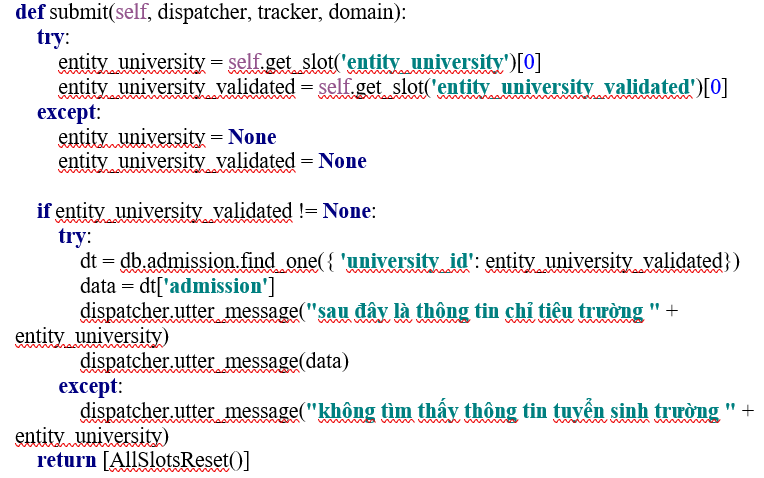 def submit(self, dispatcher, tracker, domain):
    try:
        entity_university = self.get_slot('entity_university')[0]
        entity_university_validated = self.get_slot('entity_university_validated')[0]
    except:
        entity_university = None
        entity_university_validated = None

    if entity_university_validated != None:
        try:
            dt = db.admission.find_one({ 'university_id': entity_university_validated})
            data = dt['admission']
            dispatcher.utter_message("sau đây là thông tin chỉ tiêu trường " +
entity_university)
            dispatcher.utter_message(data)
        except:
            dispatcher.utter_message("không tìm thấy thông tin tuyển sinh trường " +
entity_university)
    return [AllSlotsReset()]